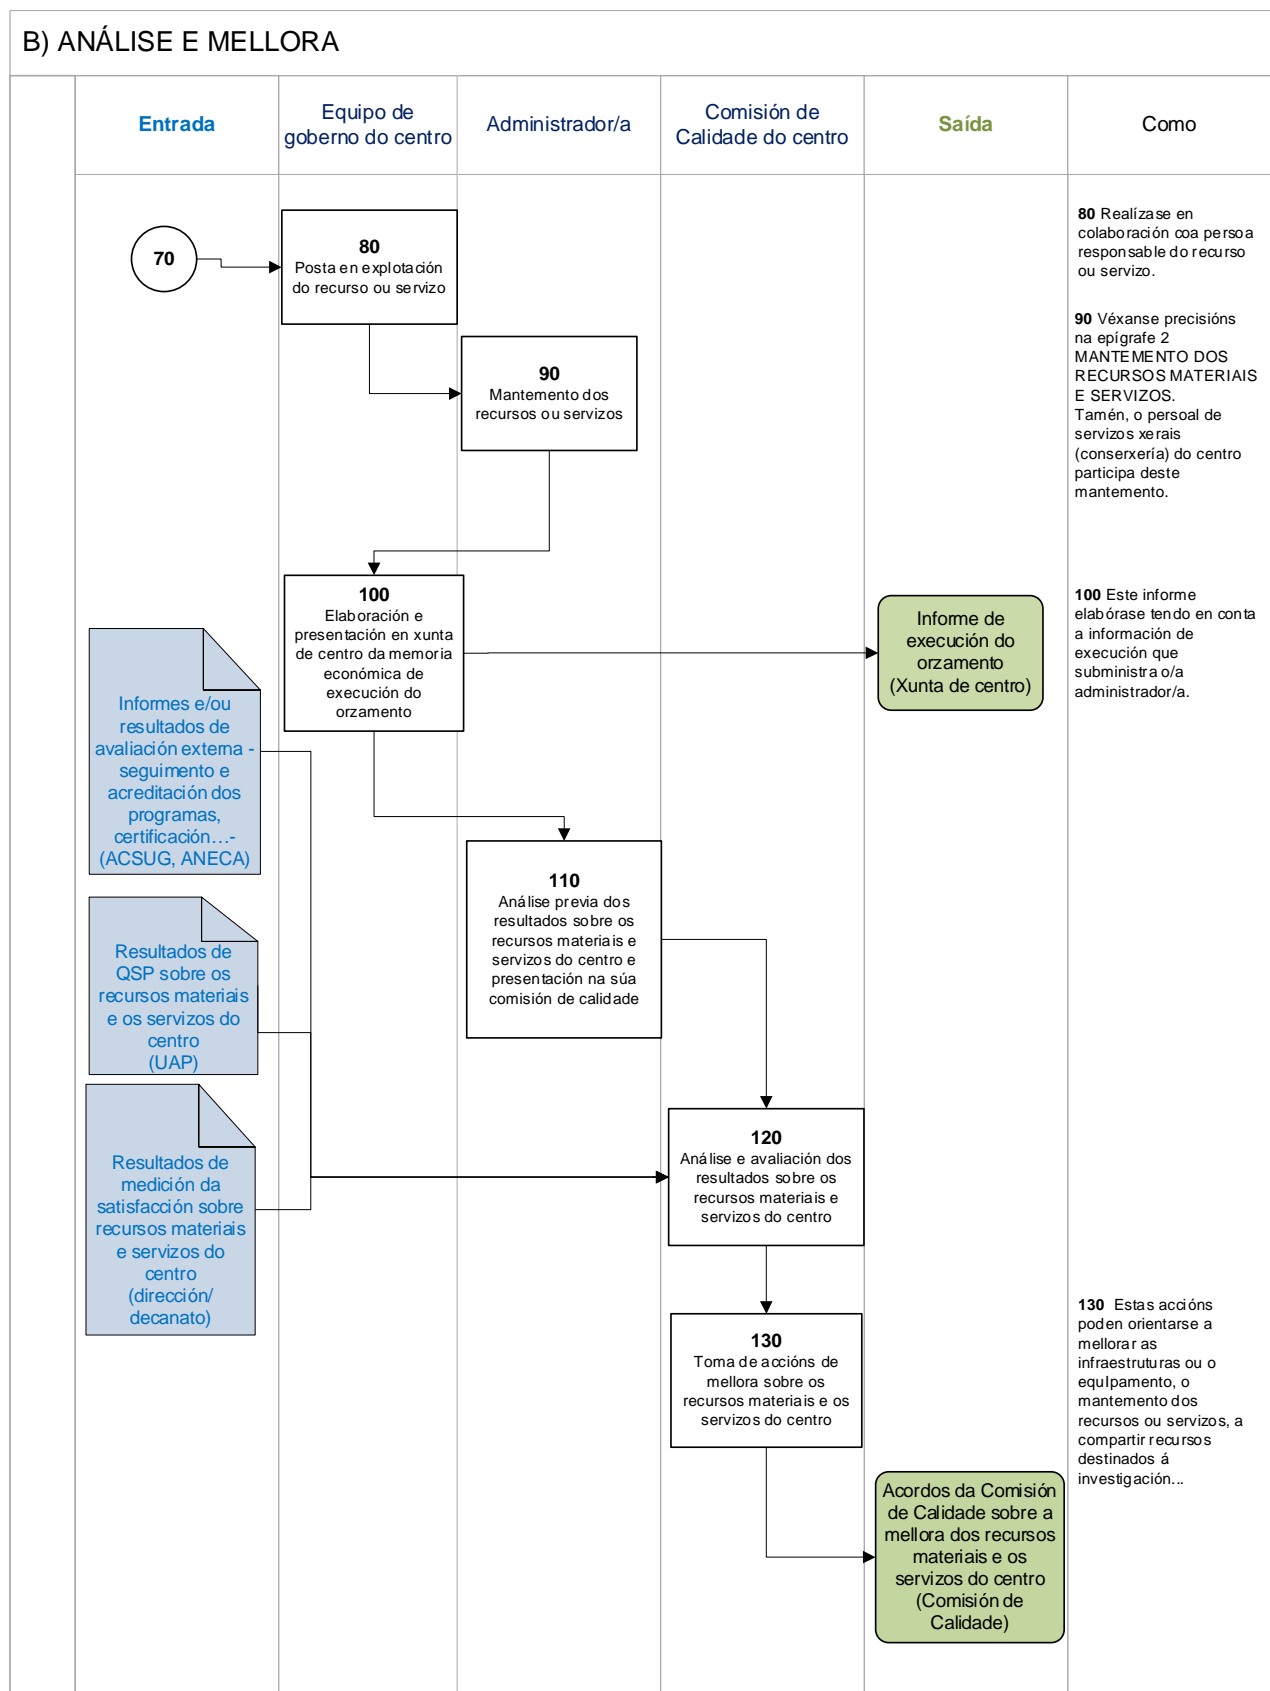 B) ANÁLISE E MELLORA
Entrada
Equipo de
goberno do centro
Administrador/a
Comisión de
Calidade do centro
Saída
Como
70
80
Posta en explotación
do recurso ou servizo
80 Realízase en
colaboración coa persoa
responsable do recurso
ou servizo.
90
Mantemento dos
recursos ou servizos
90 Véxanse precisións
na epígrafe 2
MANTEMENTO DOS
RECURSOS MATERIAIS
E SERVIZOS.
Tamén, o persoal de
servizos xerais
(conserxería) do centro
participa deste
mantemento.
100
Elaboración e
presentación en xunta
de centro da memoria
económica de
execución do
orzamento
Informe de
execución do
orzamento
(Xunta de centro)
100 Este informe
elabórase tendo en conta
a información de
execución que
subministra o/a
administrador/a.
Informes e/ou
resultados de
avaliación externa -
seguimento e
acreditación dos
programas,
certificación...-
(ACSUG, ANECA)
110
Análise previa dos
resultados sobre os
recursos materiais e
servizos do centro e
presentación na súa
comisión de calidade
Resultados de
QSP sobre os
recursos materiais
e os servizos do
centro
(UAP)
Resultados de
medición da
satisfacción sobre
recursos materiais
e servizos do
centro
(dirección/
decanato)
120
Análise e avaliación dos
resultados sobre os
recursos materiais e
servizos do centro
130
Toma de accións de
mellora sobre os
recursos materiais e os
servizos do centro
130 Estas accións
poden orientarse a
mellorar as
infraestruturas ou o
equIpamento, o
mantemento dos
recursos ou servizos, a
compartir recursos
destinados á
investigación...
Acordos da Comisión
de Calidade sobre a
mellora dos recursos
materiais e os
servizos do centro
(Comisión de
Calidade)